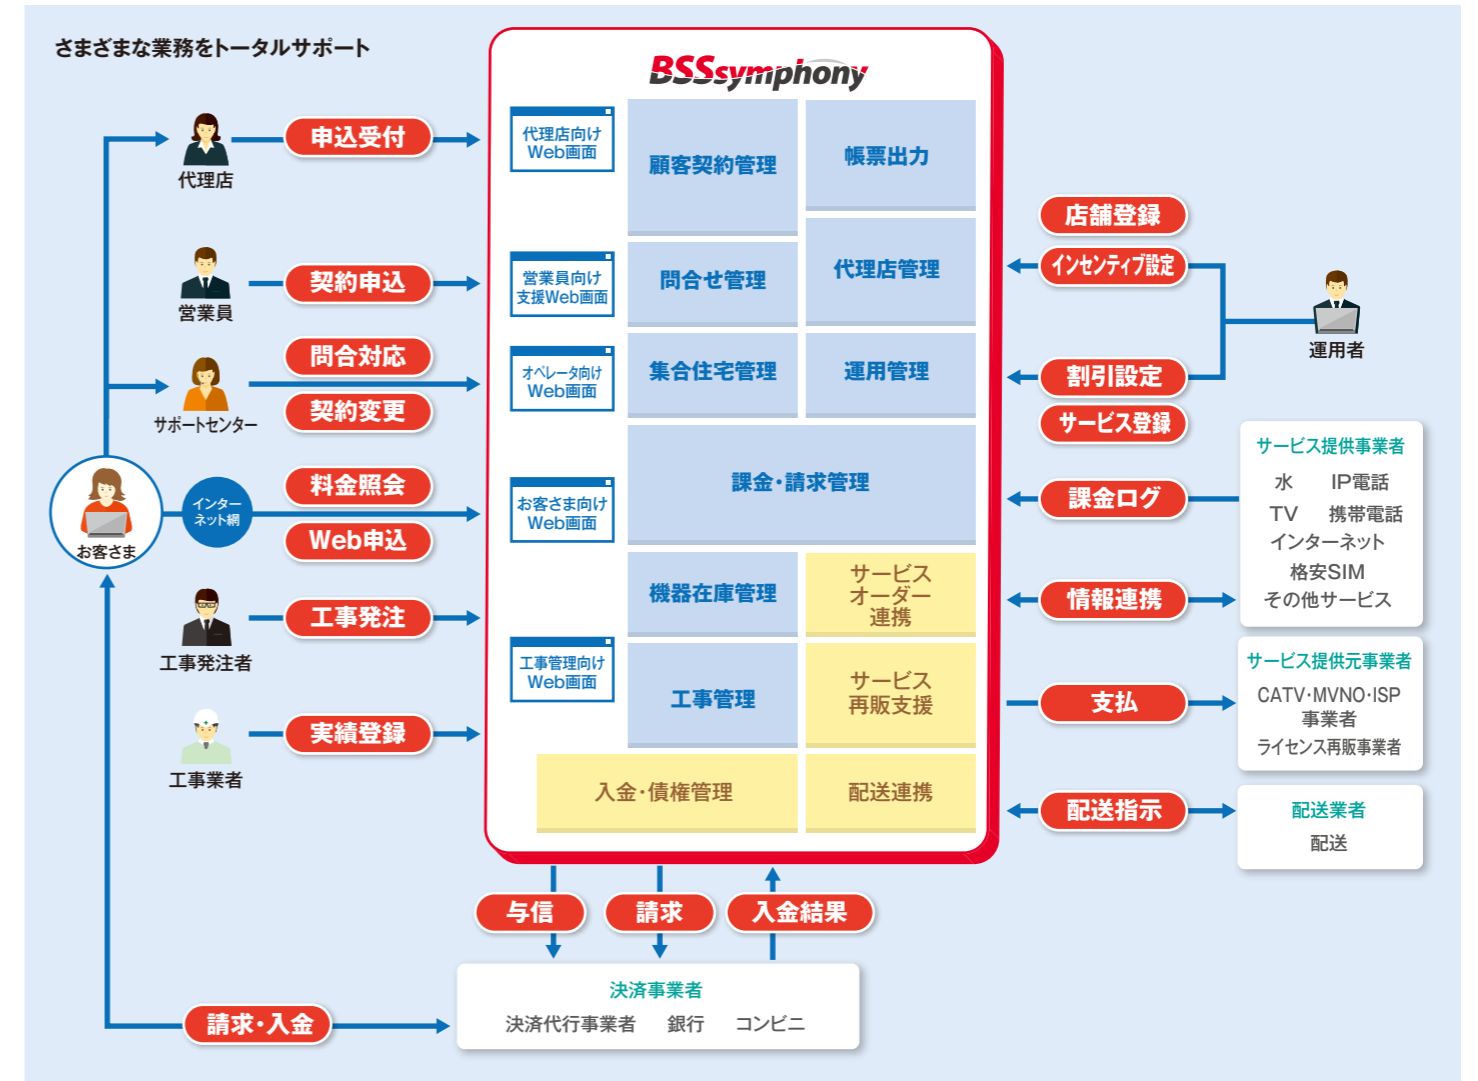 さまざまな業務をトータルサポート
BSSsymphony
代理店
申込受付
代理店向け
Web画面
営業員
契約申込
営業員向け
支援Web画面
サポートセンター
問合対応
契約変更
オペレータ向け
Web画面
お客さま
インター
ネット網
料金照会
Web申込
お客さま向け
Web画面
工事発注者
工事発注
工事管理向け
Web画面
工事業者
実績登録
顧客契約管理
帳票出力
問合せ管理
代理店管理
集合住宅管理
運用管理
課金・請求管理
機器在庫管理
サービス
オーダー
連携
工事管理
サービス
再販支援
入金・債権管理
配送連携
店舗登録
インセンティブ設定
割引設定
サービス登録
運用者
課金ログ
情報連携
サービス提供事業者
水 IP電話
TV 携帯電話
インターネット
格安SIM
その他サービス
支払
サービス提供元事業者
CATV・MVNO・ISP
事業者
ライセンス再販事業者
配送指示
配送業者
配送
与信
請求
入金結果
決済事業者
決済代行事業者 銀行 コンビニ
請求・入金